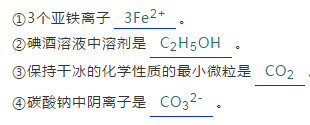 ①3个亚铁离子 3Fe²⁺ 。
②碘酒溶液中溶剂是 C₂H₅OH 。
③保持干冰的化学性质的最小微粒是 CO₂ .
④碳酸钠中阴离子是 CO₃²⁻ 。